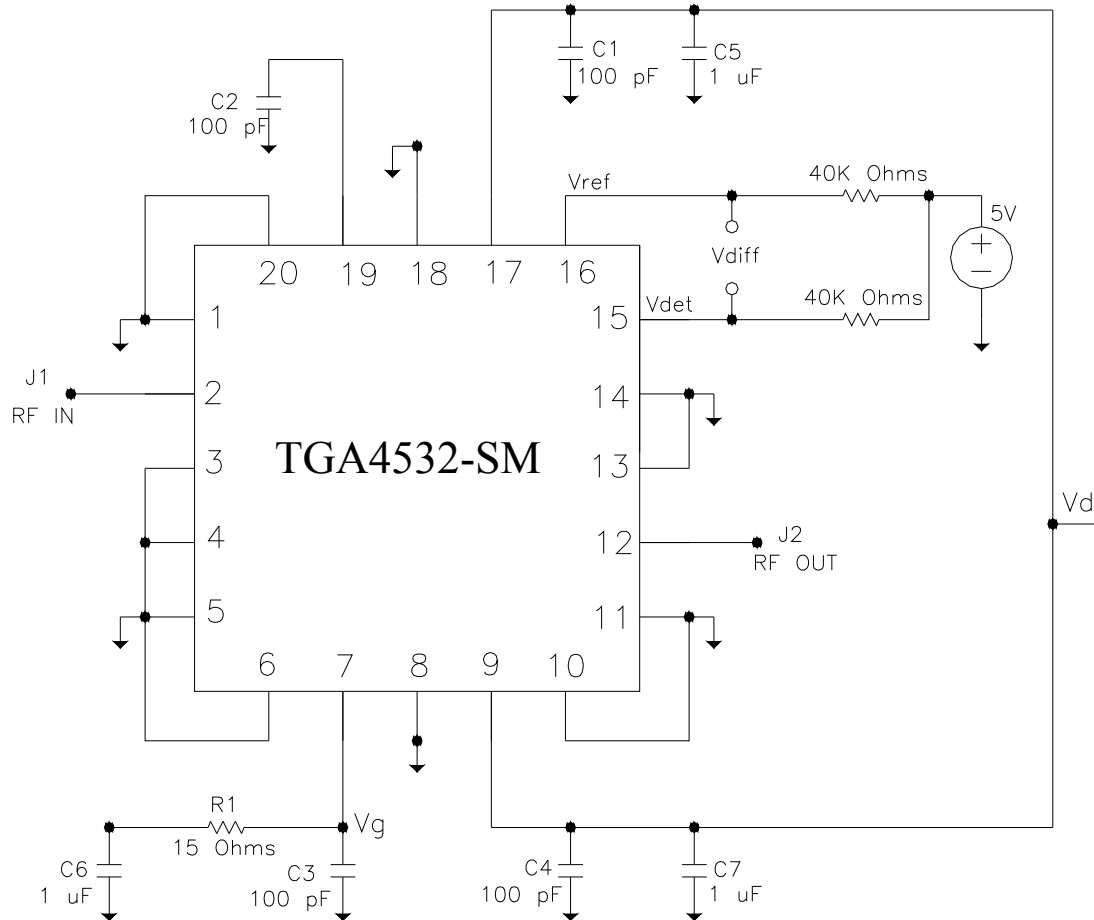 C1
100 pF
C5
1 uF
C2
100 pF
Vref
40K Ohms
5V
Vdiff
Vdet
40K Ohms
20
19
18
17
16
1
15
J1
RF IN
2
14
TGA4532-SM
3
13
Vd
4
12
J2
RF OUT
5
11
6
7
8
9
10
R1
15 Ohms
Vg
C6
1 uF
C3
100 pF
C4
100 pF
C7
1 uF